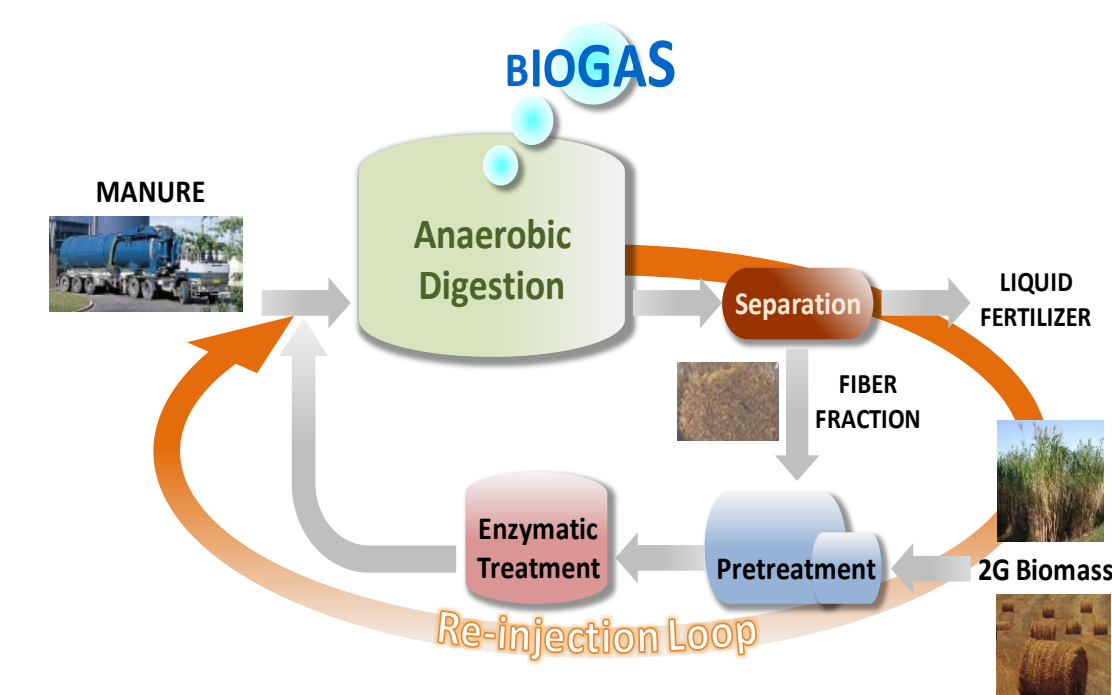 BIOGAS
MANURE
Anaerobic
Digestion
Separation
LIQUID
FERTILIZER
FIBER
FRACTION
Enzymatic
Treatment
Pretreatment
2G Biomass
Re-injection Loop